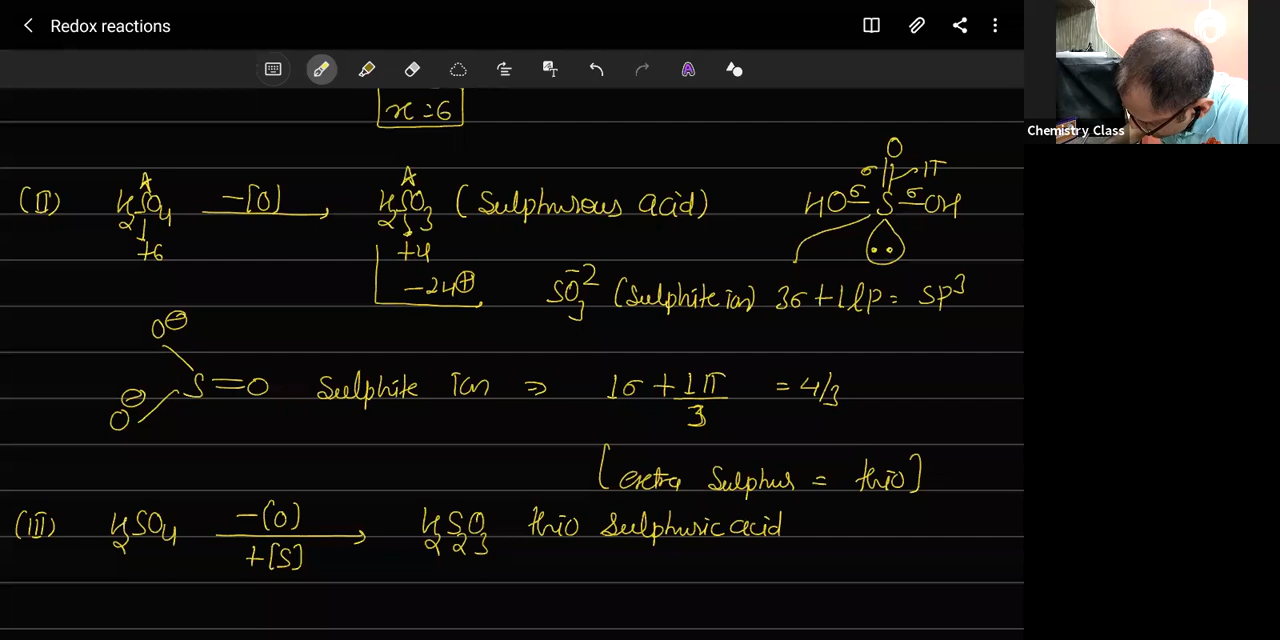 Redox reactions
Chemistry Class
x=6
(II) H2SO4 -[O] H2SO3 (Sulphurous acid)
+6 +4
-2H⊕
O
σ 1π
HO σ S σ OH
SO3-2 (Sulphite ion) 3σ+1lp= SP3
O⊖
⊖
O S=O Sulphite Ion ⇒ 1σ+1π/3 = 4/3
[extra Sulphur = thio]
(III) H2SO4 -[O] +[S] H2S2O3 thio sulphuric acid